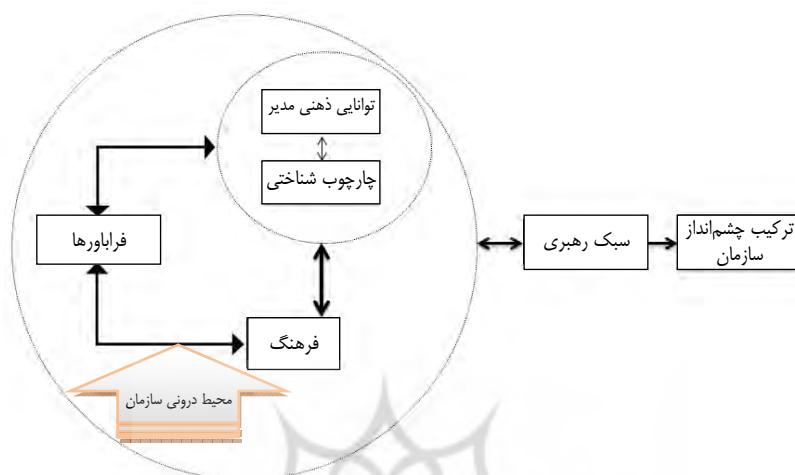 توانایی ذهنی مدیر
چارچوب شناختی
ترکیب چشم‌انداز
سازمان
سبک رهبری
فراباورها
فرهنگ
محیط درونی سازمان